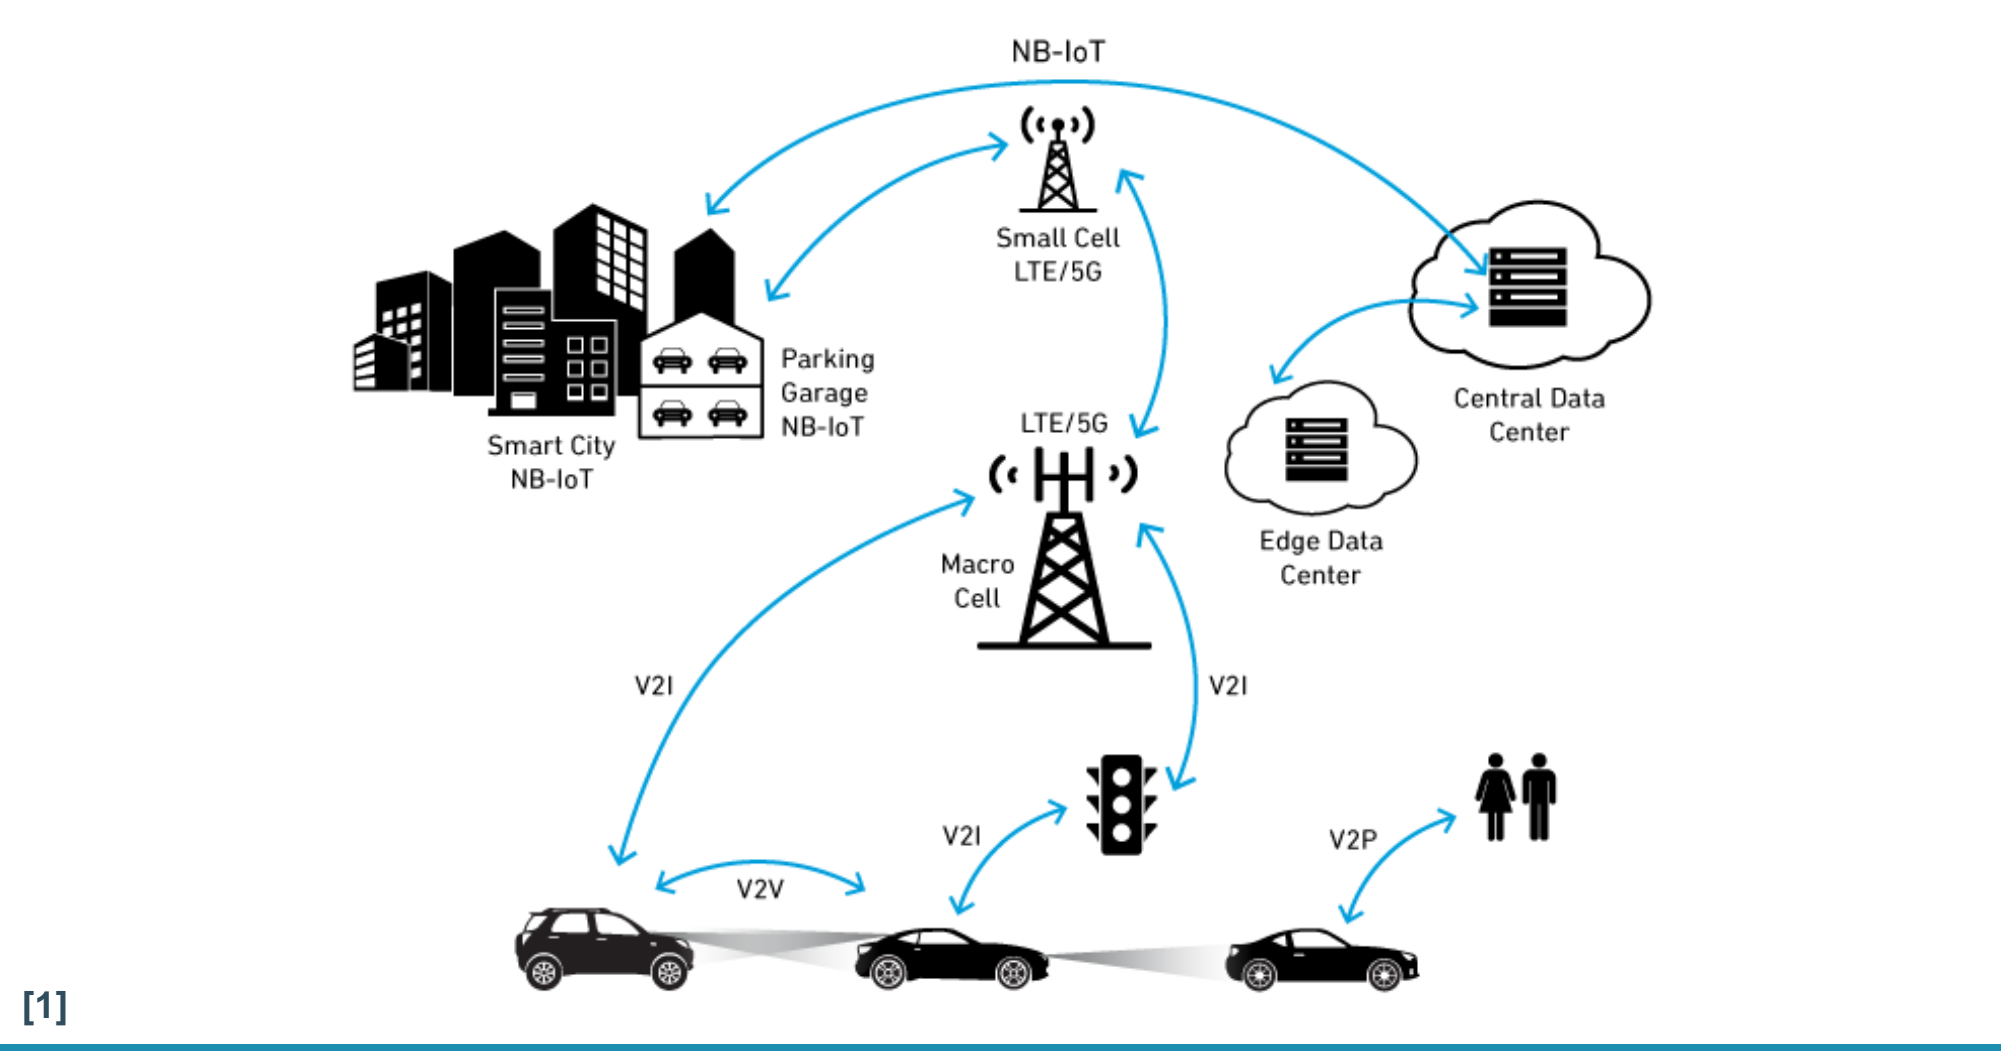 NB-IoT
Small Cell
LTE/5G
Parking
Garage
NB-IoT
Smart City
NB-IoT
Central Data
Center
LTE/5G
Macro
Cell
Edge Data
Center
V2I
V2I
V2I
V2P
V2V
[1]